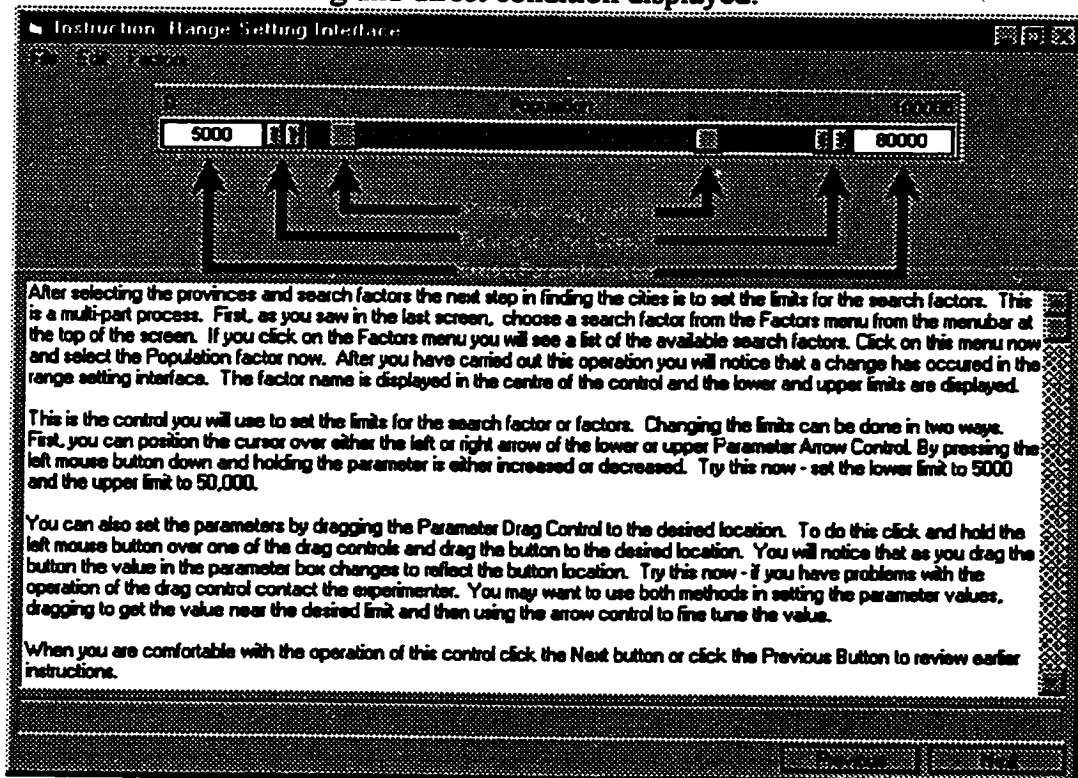 and direct condition displayed.
Instruction: Range Setting Interface
File Edit Factors
0 Population
5000 80000
After selecting the provinces and search factors the next step in finding the cities is to set the limits for the search factors. This
is a multi-part process. First, as you saw in the last screen, choose a search factor from the Factors menu from the menubar at
the top of the screen. If you click on the Factors menu you will see a list of the available search factors. Click on this menu now
and select the Population factor now. After you have carried out this operation you will notice that a change has occured in the
range setting interface. The factor name is displayed in the centre of the control and the lower and upper limits are displayed.
This is the control you will use to set the limits for the search factor or factors. Changing the limits can be done in two ways.
First, you can position the cursor over either the left or right arrow of the lower or upper Parameter Arrow Control. By pressing the
left mouse button down and holding the parameter is either increased or decreased. Try this now - set the lower limit to 5000
and the upper limit to 50,000.
You can also set the parameters by dragging the Parameter Drag Control to the desired location. To do this click and hold the
left mouse button over one of the drag controls and drag the button to the desired location. You will notice that as you drag the
button the value in the parameter box changes to reflect the button location. Try this now - if you have problems with the
operation of the drag control contact the experimenter. You may want to use both methods in setting the parameter values,
dragging to get the value near the desired limit and then using the arrow control to fine tune the value.
When you are comfortable with the operation of this control click the Next button or click the Previous Button to review earlier
instructions.
Previous Next